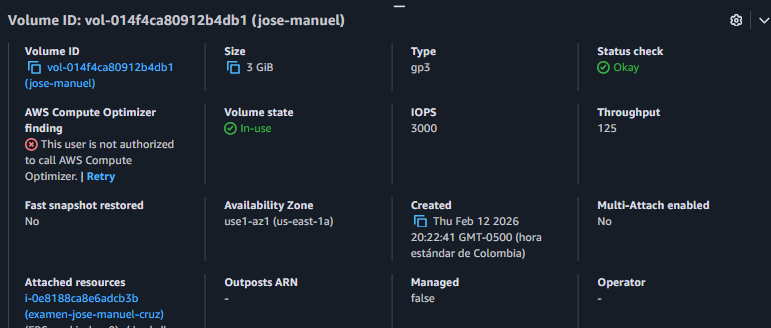 Volume ID: vol-014f4ca80912b4db1 (jose-manuel)
Volume ID
vol-014f4ca80912b4db1
(jose-manuel)
Size
3 GiB
Type
gp3
Status check
Okay
AWS Compute Optimizer
finding
This user is not authorized
to call AWS Compute
Optimizer. | Retry
Volume state
In-use
IOPS
3000
Throughput
125
Fast snapshot restored
No
Availability Zone
use1-az1 (us-east-1a)
Created
Thu Feb 12 2026
20:22:41 GMT-0500 (hora
estándar de Colombia)
Multi-Attach enabled
No
Attached resources
i-0e8188ca8e6adcb3b
(examen-jose-manuel-cruz)
Outposts ARN
-
Managed
false
Operator
-